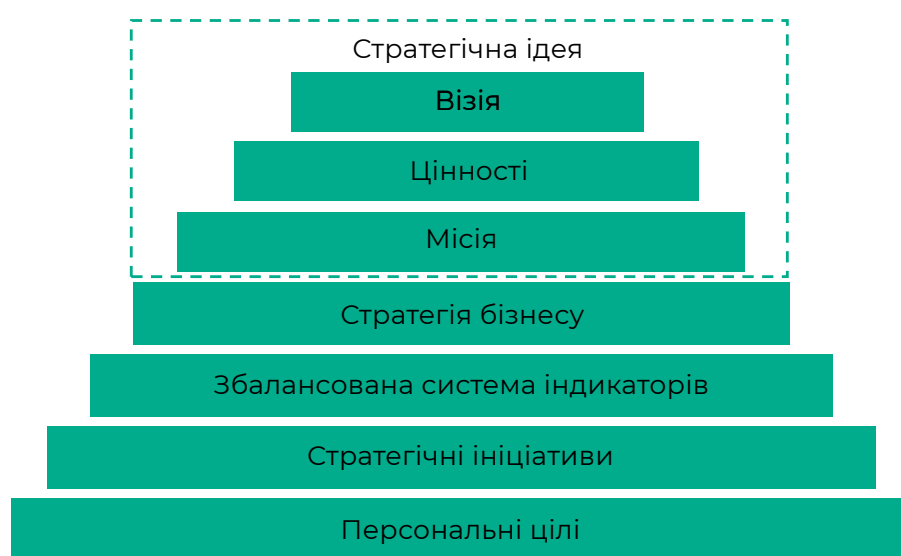 Стратегічна ідея
Візія
Цінності
Місія
Стратегія бізнесу
Збалансована система індикаторів
Стратегічні ініціативи
Персональні цілі